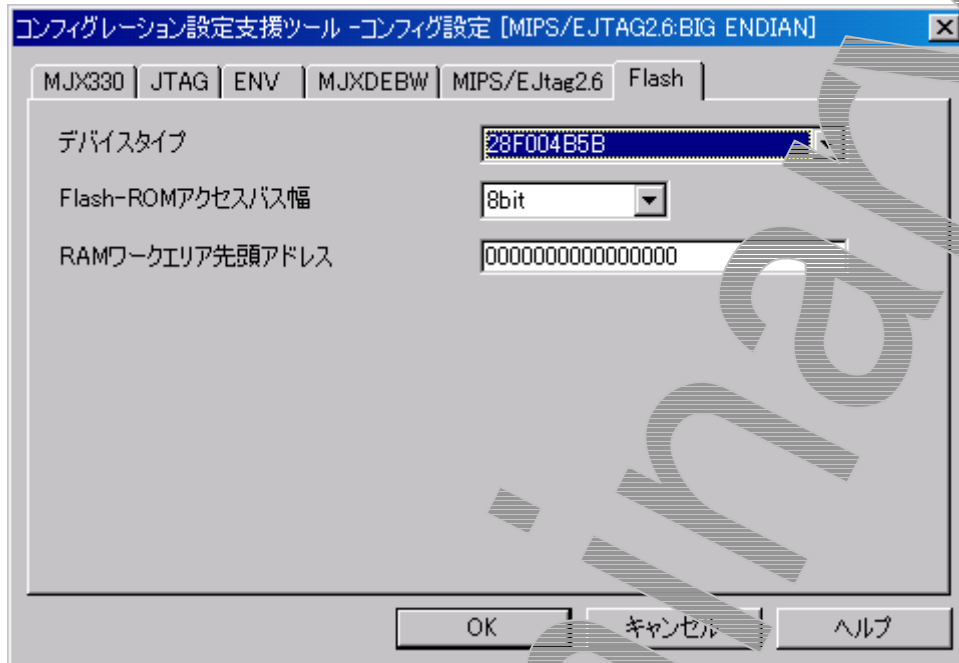 コンフィグレーション設定支援ツール -コンフィグ設定 [MIPS/EJTAG2.6:BIG ENDIAN]
MJX330 JTAG ENV MJXDEBW MIPS/EJtag2.6 Flash
デバイスタイプ 28F004B5B
Flash-ROMアクセスバス幅 8bit
RAMワークエリア先頭アドレス 0000000000000000
OK キャンセル ヘルプ